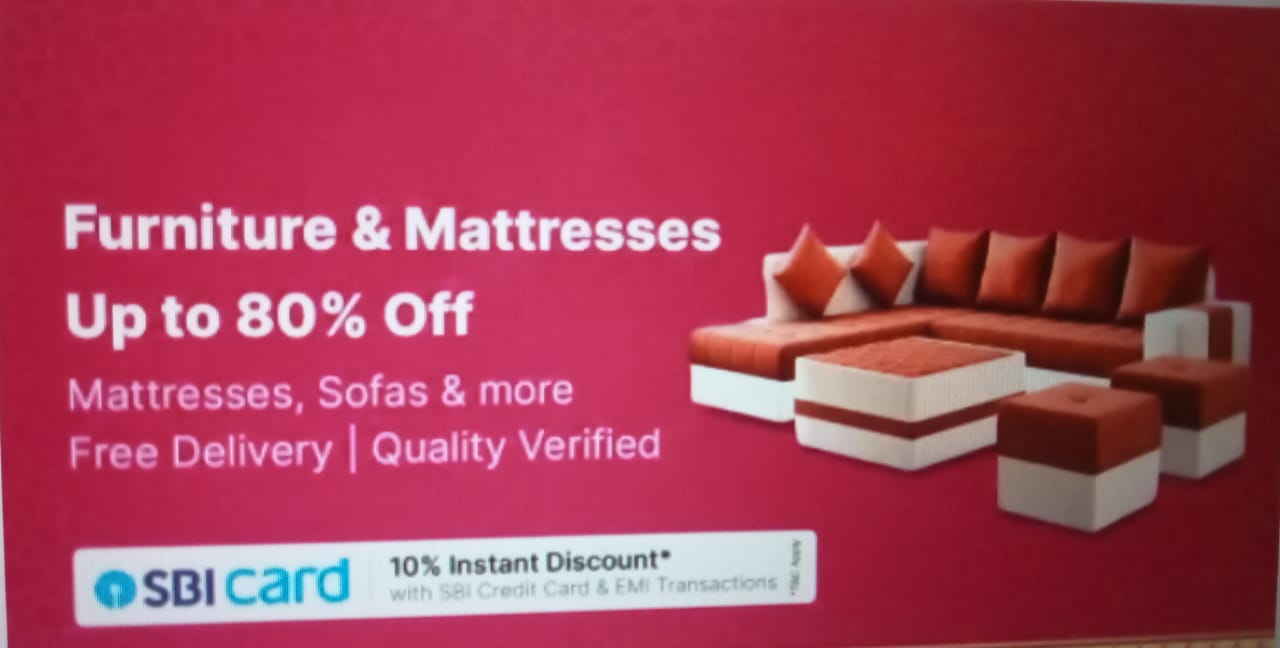 Furniture & Mattresses
Up to 80% Off
Mattresses, Sofas & more
Free Delivery | Quality Verified
SBI card
10% Instant Discount*
with SBI Credit Card & EMI Transactions
*T&C Apply